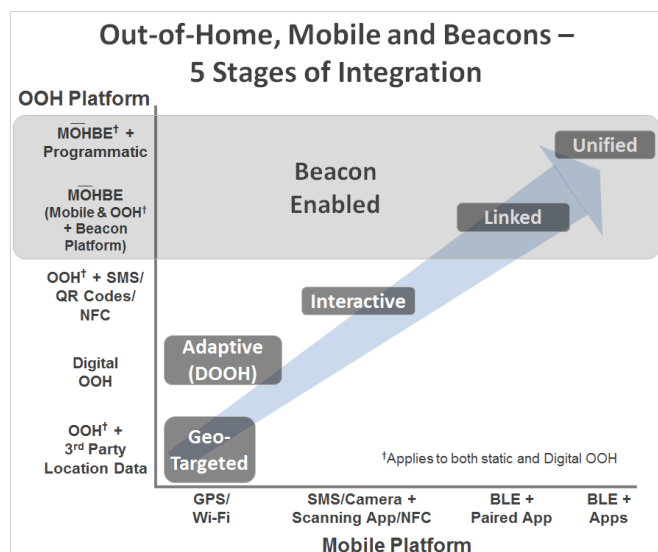 Out-of-Home, Mobile and Beacons –
5 Stages of Integration
OOH Platform
M̅O̅H̅BE† +
Programmatic
Unified
Beacon
Enabled
M̅O̅H̅BE
(Mobile & OOH†
+ Beacon
Platform)
Linked
OOH† + SMS/
QR Codes/
NFC
Interactive
Adaptive
(DOOH)
Digital
OOH
OOH† +
3rd Party
Location Data
Geo-
Targeted
†Applies to both static and Digital OOH
GPS/
Wi-Fi
SMS/Camera +
Scanning App/NFC
BLE +
Paired App
BLE +
Apps
Mobile Platform